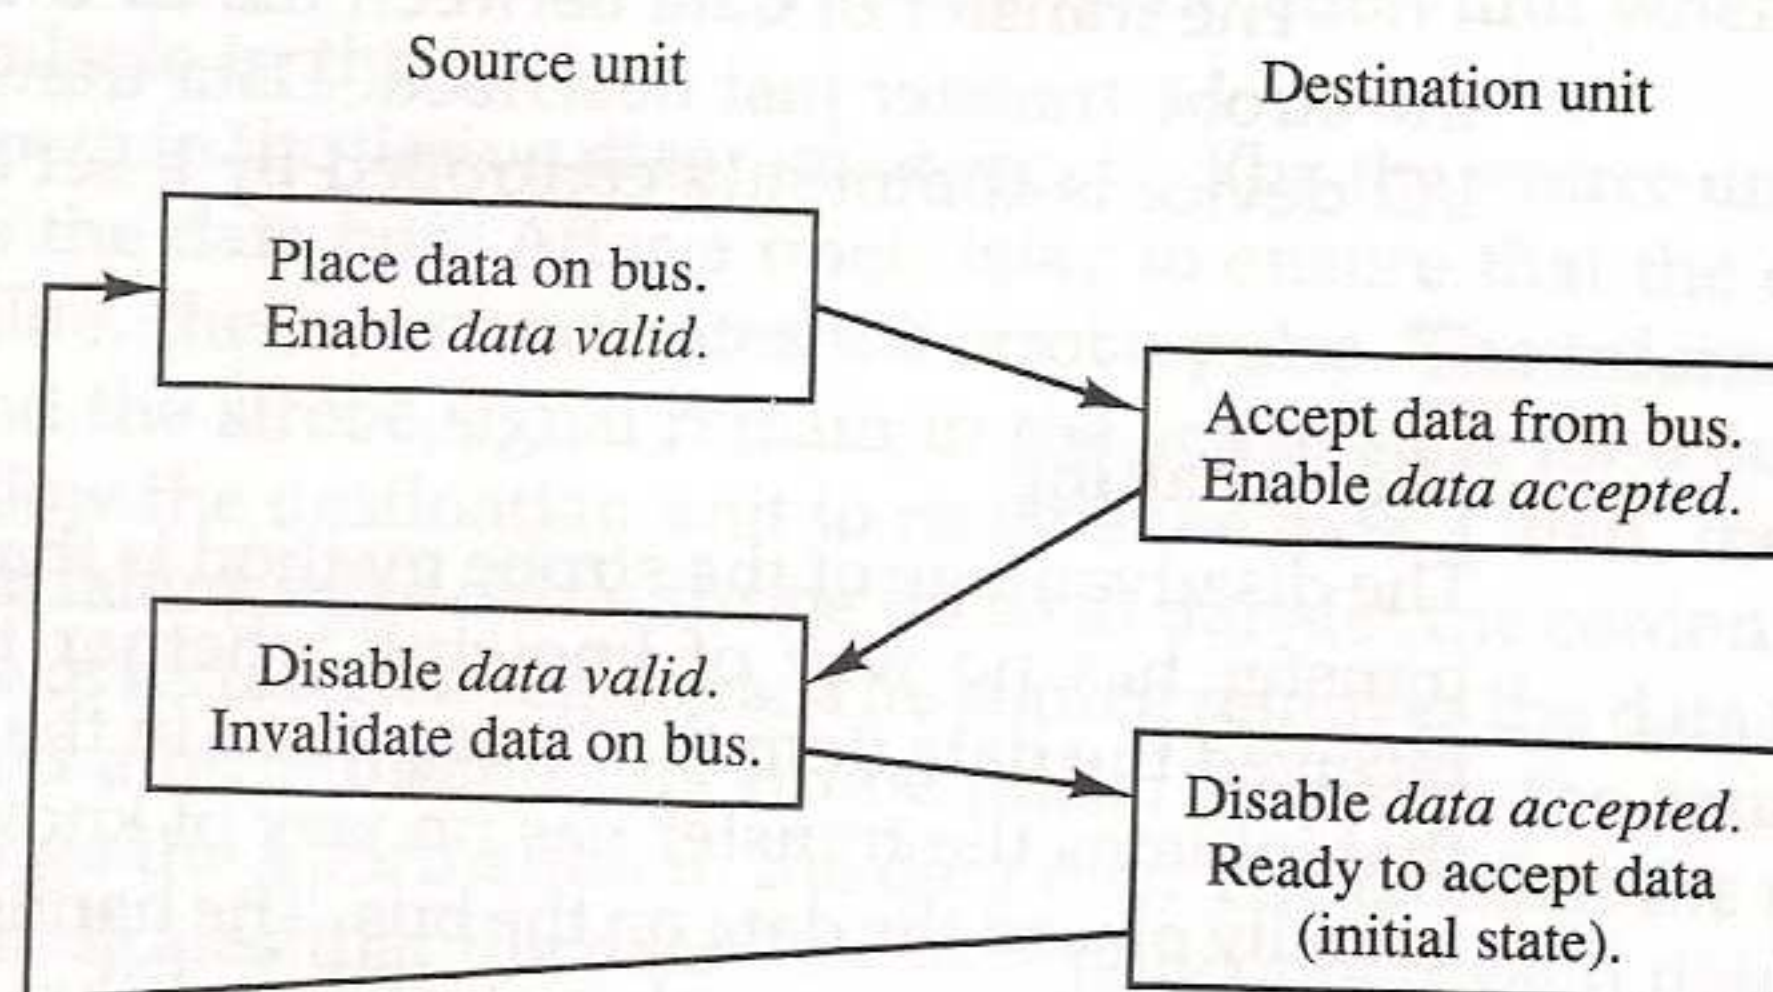 Source unit
Destination unit
Place data on bus.
Enable data valid.
Accept data from bus.
Enable data accepted.
Disable data valid.
Invalidate data on bus.
Disable data accepted.
Ready to accept data
(initial state).